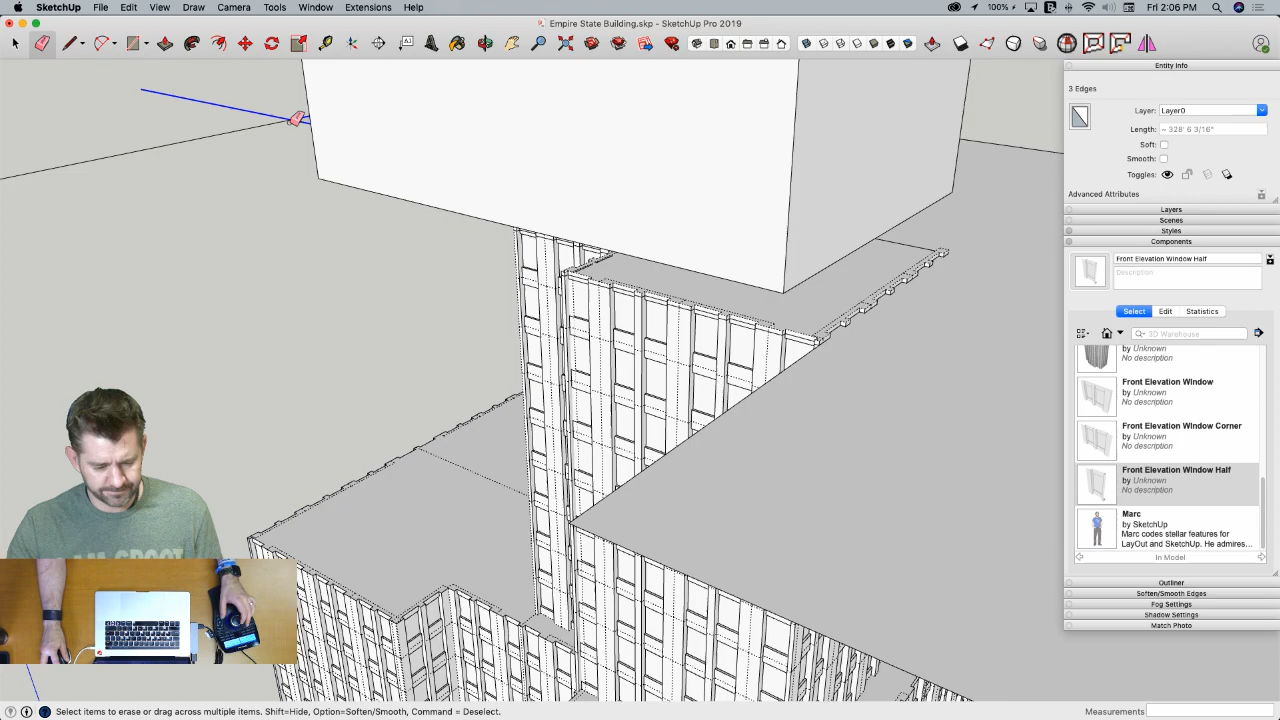 SketchUp File Edit View Draw Camera Tools Window Extensions Help
100% Fri 2:06 PM
Empire State Building.skp - SketchUp Pro 2019
Entity Info
3 Edges
Layer: Layer0
Length: ~ 328' 6 3/16"
Soft:
Smooth:
Toggles:
Advanced Attributes
Layers
Scenes
Styles
Components
Front Elevation Window Half
Description
Select Edit Statistics
3D Warehouse
by Unknown
No description
Front Elevation Window
by Unknown
No description
Front Elevation Window Corner
by Unknown
No description
Front Elevation Window Half
by Unknown
No description
Marc
by SketchUp
Marc codes stellar features for
LayOut and SketchUp. He admires...
In Model
Outliner
Soften/Smooth Edges
Fog Settings
Shadow Settings
Match Photo
Select items to erase or drag across multiple items. Shift=Hide, Option=Soften/Smooth, Command = Deselect.
Measurements